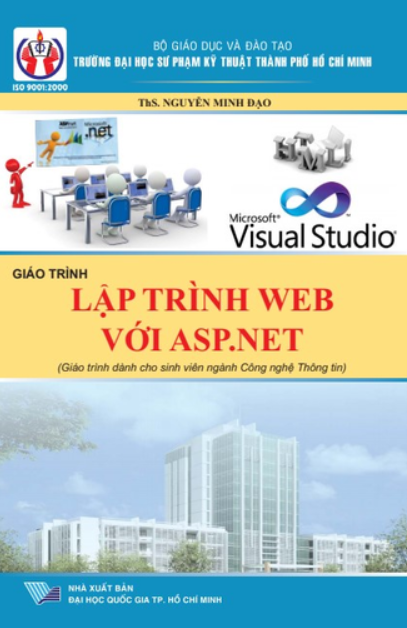 BỘ GIÁO DỤC VÀ ĐÀO TẠO
TRƯỜNG ĐẠI HỌC SƯ PHẠM KỸ THUẬT THÀNH PHỐ HỒ CHÍ MINH
ISO 9001:2000
ThS. NGUYỄN MINH ĐẠO
Microsoft
.net
HTML
Microsoft®
Visual Studio®
GIÁO TRÌNH
LẬP TRÌNH WEB
VỚI ASP.NET
(Giáo trình dành cho sinh viên ngành Công nghệ Thông tin)
NHÀ XUẤT BẢN
ĐẠI HỌC QUỐC GIA TP. HỒ CHÍ MINH